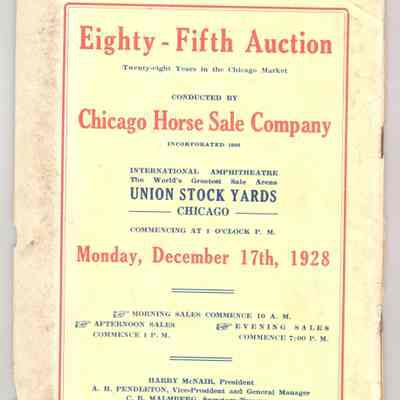 Eighty - Fifth Auction
Twenty-eight Years in the Chicago Market
CONDUCTED BY
Chicago Horse Sale Company
INCORPORATED
INTERNATIONAL AMPHITHEATRE
The World's Greatest Sale Arena
UNION STOCK YARDS
CHICAGO
COMMENCING AT 1 O'CLOCK P. M.
Monday, December 17th, 1928
MORNING SALES COMMENCE 10 A. M.
AFTERNOON SALES
COMMENCE 1 P. M.
EVENING SALES
COMMENCE 7:00 P. M.
HARRY McNAIR, President
A. H. PENDLETON, Vice-President and General Manager
C. B. MALMBERG,